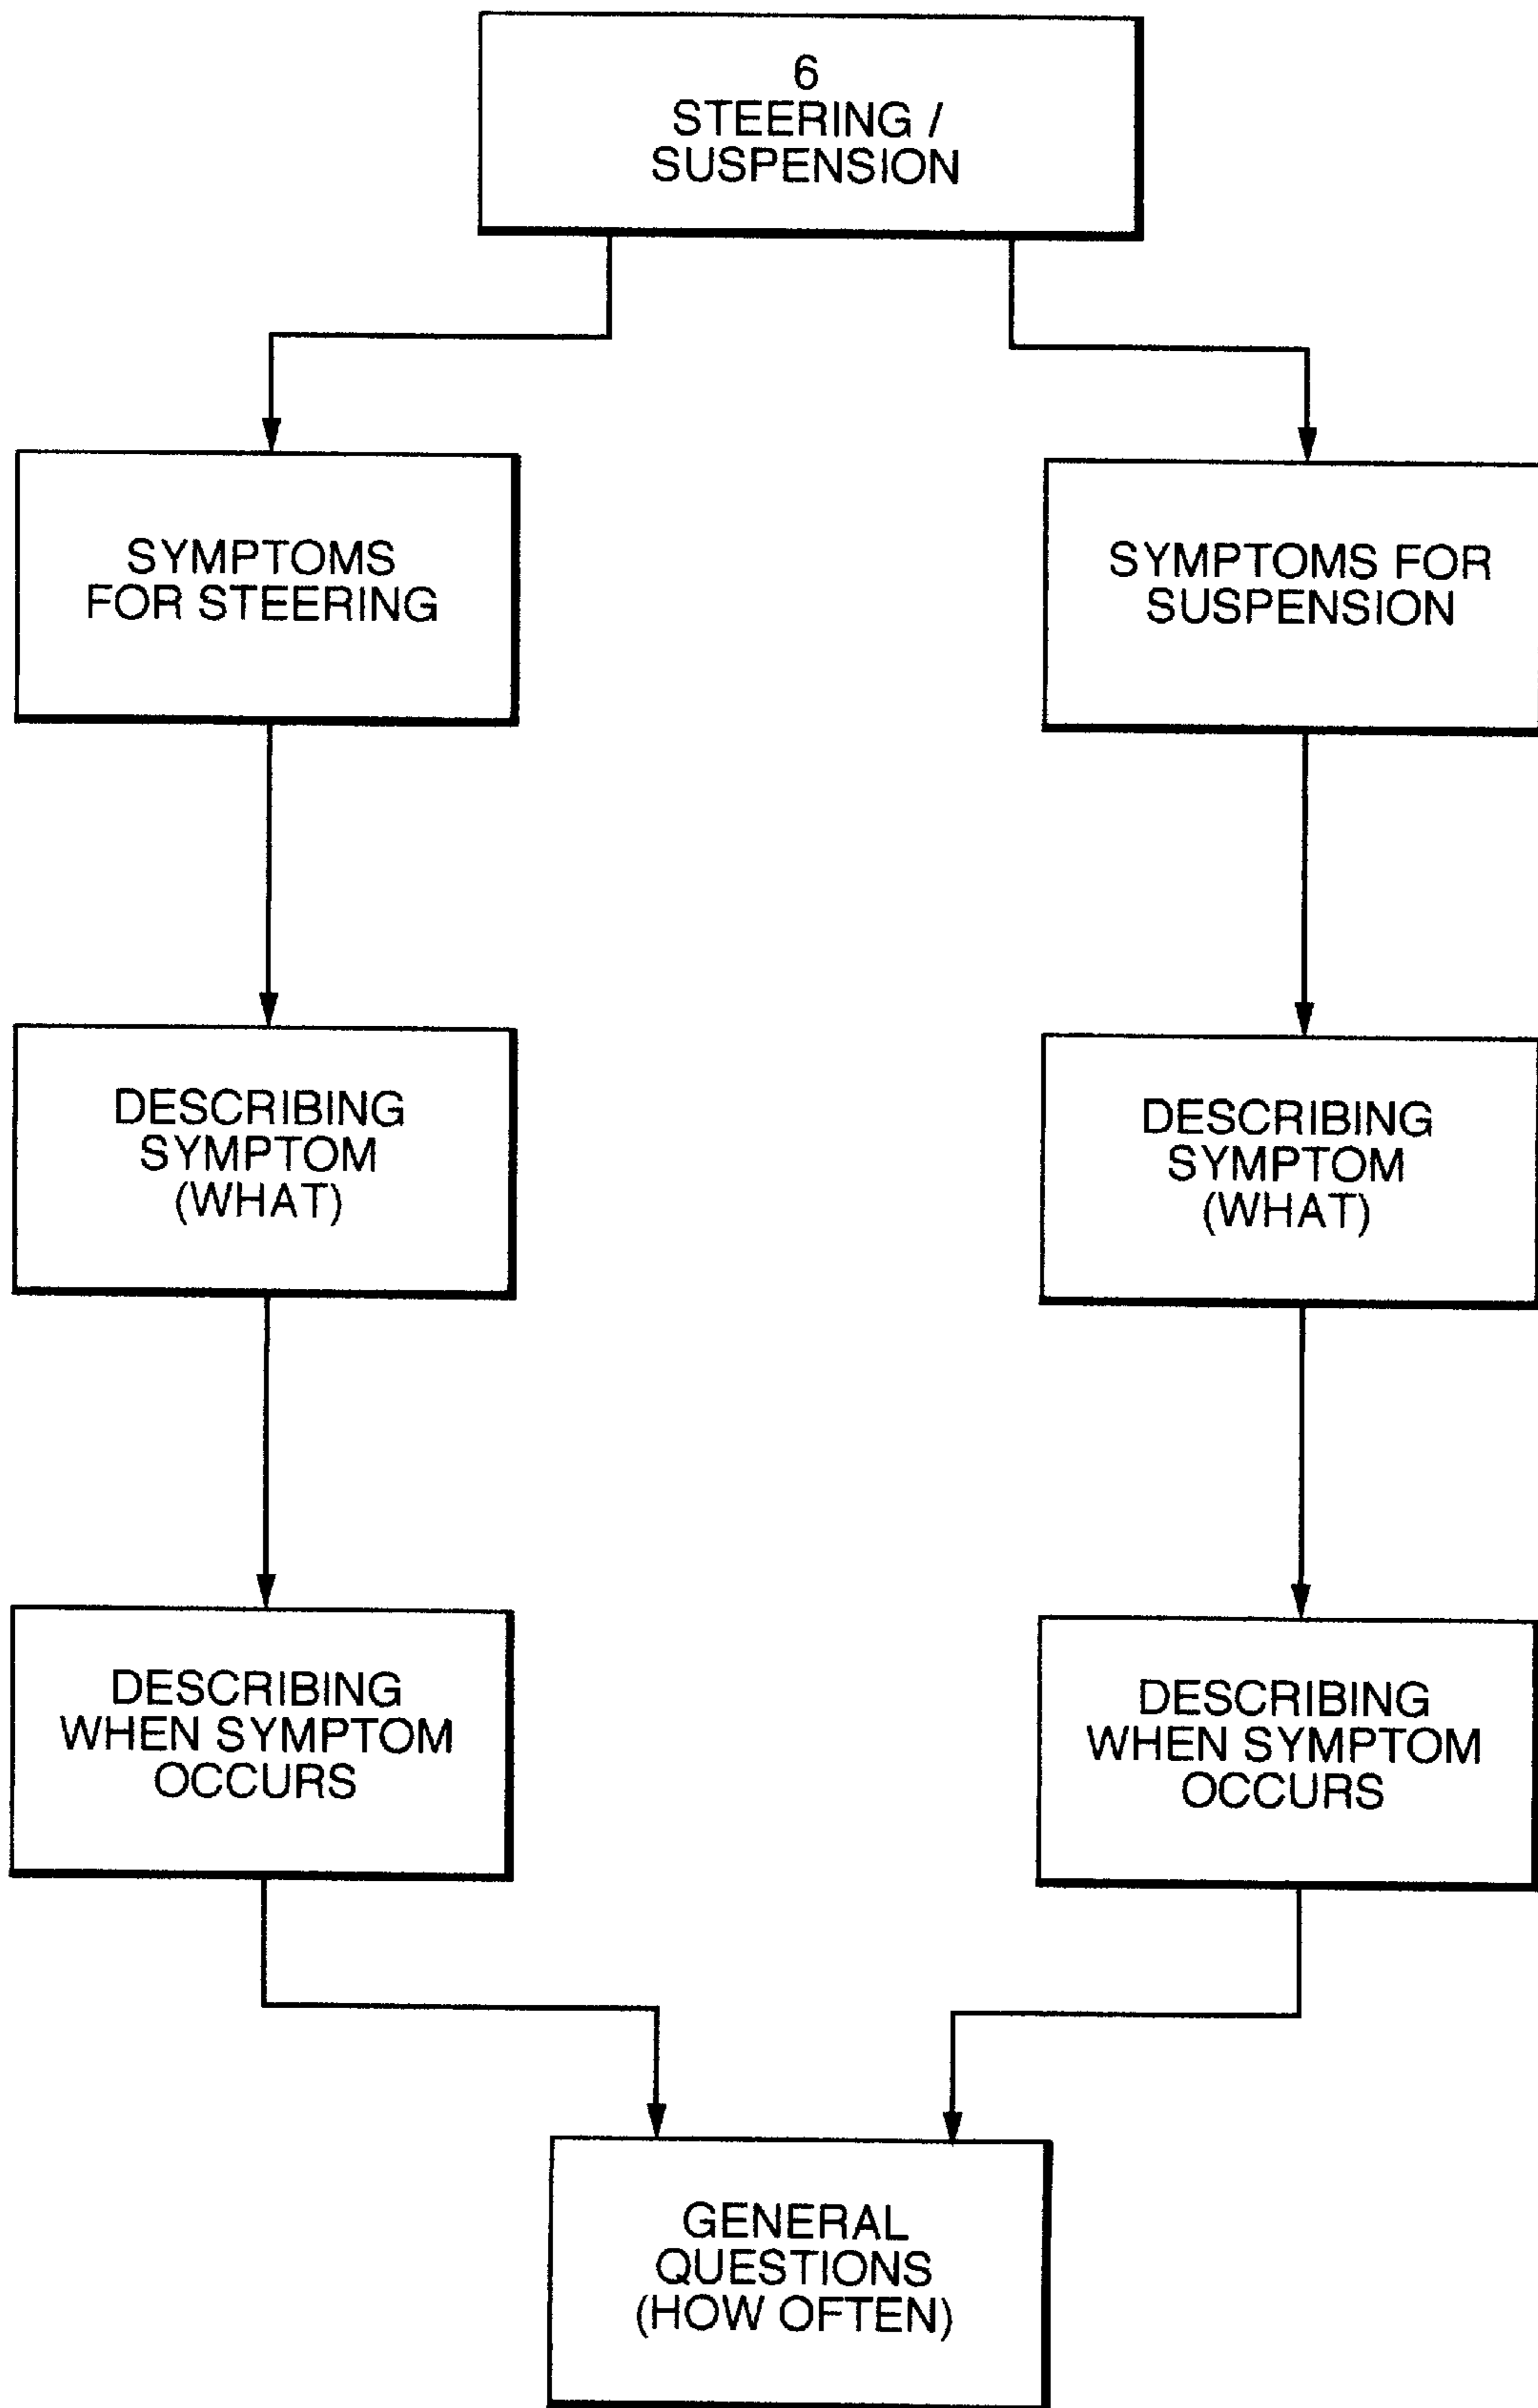 6
STEERING /
SUSPENSION
SYMPTOMS
FOR STEERING
SYMPTOMS FOR
SUSPENSION
DESCRIBING
SYMPTOM
(WHAT)
DESCRIBING
SYMPTOM
(WHAT)
DESCRIBING
WHEN SYMPTOM
OCCURS
DESCRIBING
WHEN SYMPTOM
OCCURS
GENERAL
QUESTIONS
(HOW OFTEN)